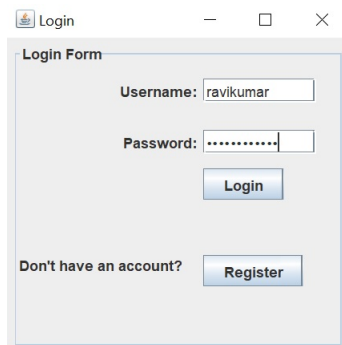 Login
Login Form
Username: ravikumar
Password: ••••••••••••
Login
Don't have an account? Register